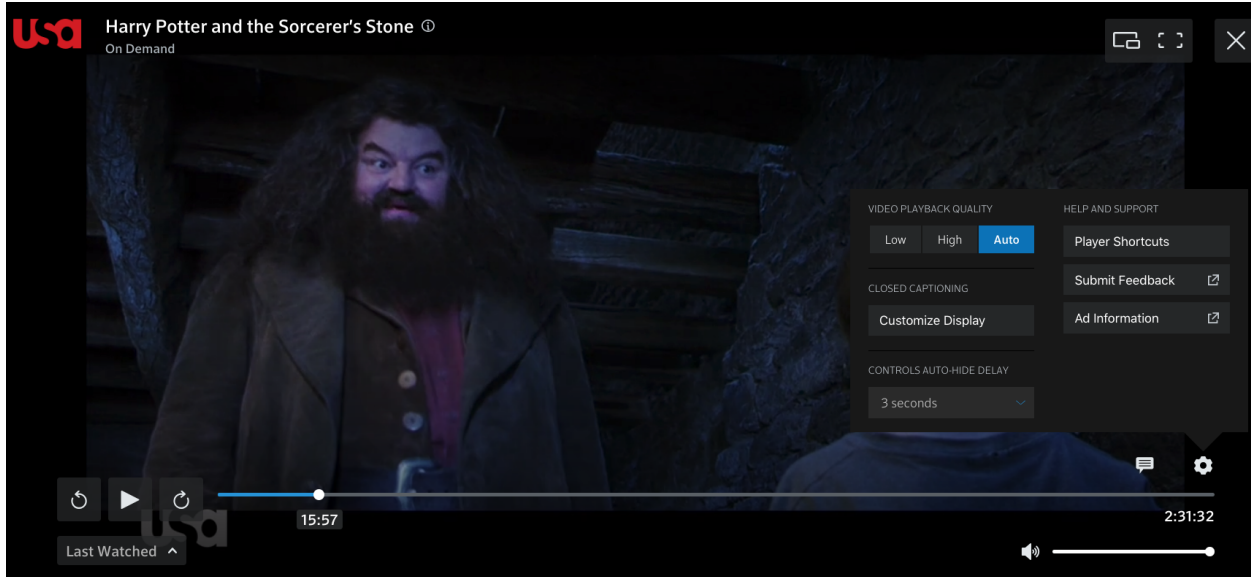 usa
Harry Potter and the Sorcerer's Stone
On Demand
VIDEO PLAYBACK QUALITY
Low High Auto
CLOSED CAPTIONING
Customize Display
CONTROLS AUTO-HIDE DELAY
3 seconds
HELP AND SUPPORT
Player Shortcuts
Submit Feedback
Ad Information
15:57
2:31:32
usa
Last Watched